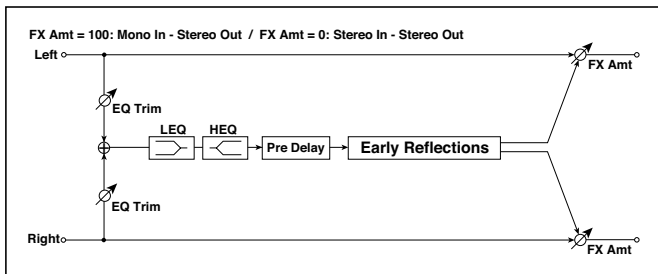 FX Amt = 100: Mono In - Stereo Out / FX Amt = 0: Stereo In - Stereo Out
Left
FX Amt
EQ Trim
LEQ
HEQ
Pre Delay
Early Reflections
EQ Trim
Right
FX Amt